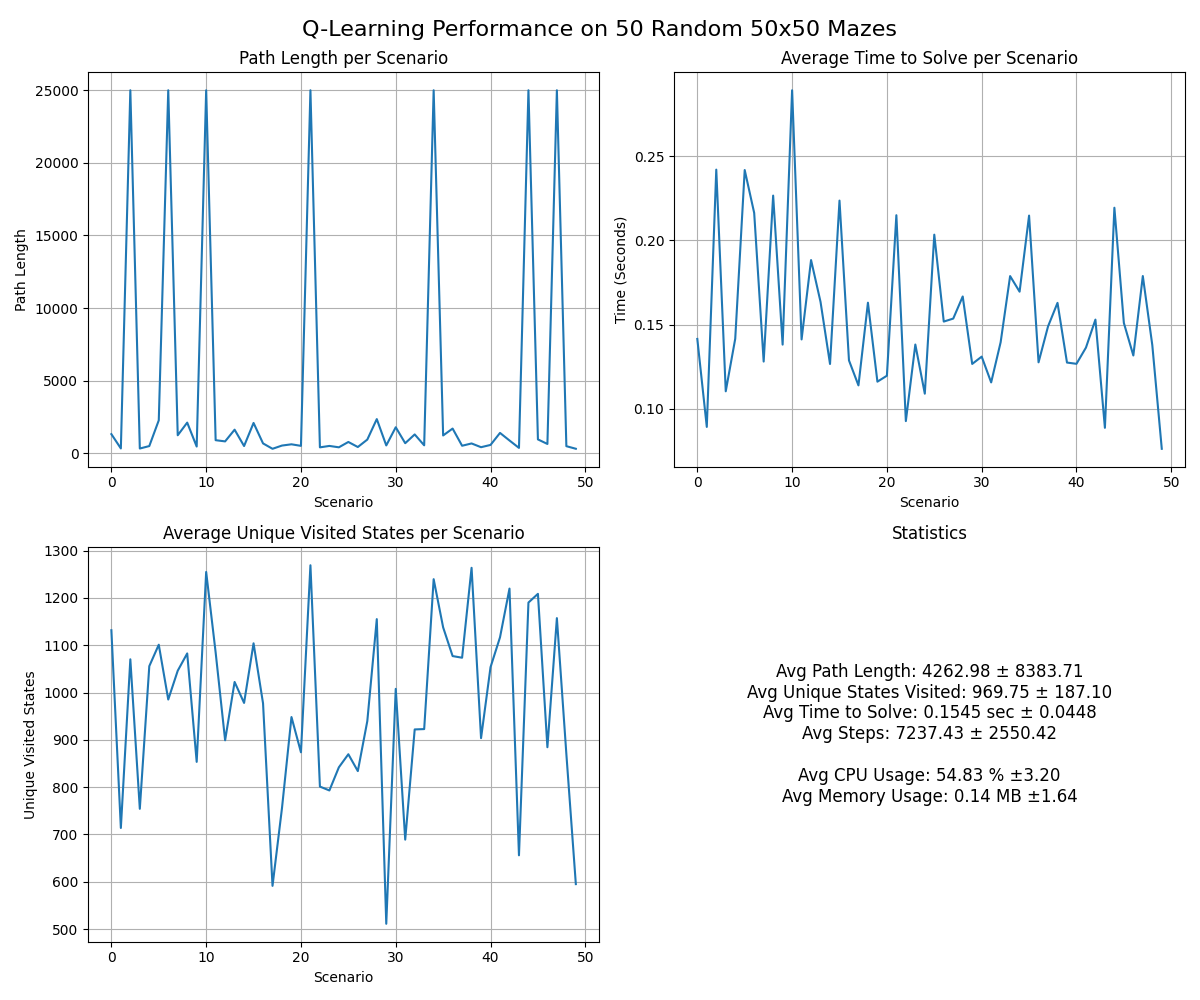 Q-Learning Performance on 50 Random 50x50 Mazes
Path Length per Scenario
25000
20000
15000
10000
5000
0
Path Length
0 10 20 30 40 50
Scenario
Average Time to Solve per Scenario
0.25
0.20
0.15
0.10
Time (Seconds)
0 10 20 30 40 50
Scenario
Average Unique Visited States per Scenario
1300
1200
1100
1000
900
800
700
600
500
Unique Visited States
0 10 20 30 40 50
Scenario
Statistics
Avg Path Length: 4262.98 ± 8383.71
Avg Unique States Visited: 969.75 ± 187.10
Avg Time to Solve: 0.1545 sec ± 0.0448
Avg Steps: 7237.43 ± 2550.42
Avg CPU Usage: 54.83 % ±3.20
Avg Memory Usage: 0.14 MB ±1.64